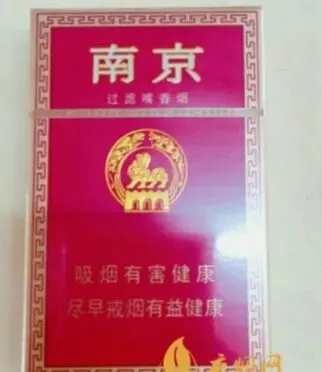 南京
过滤嘴香烟
吸烟有害健康
尽早戒烟有益健康